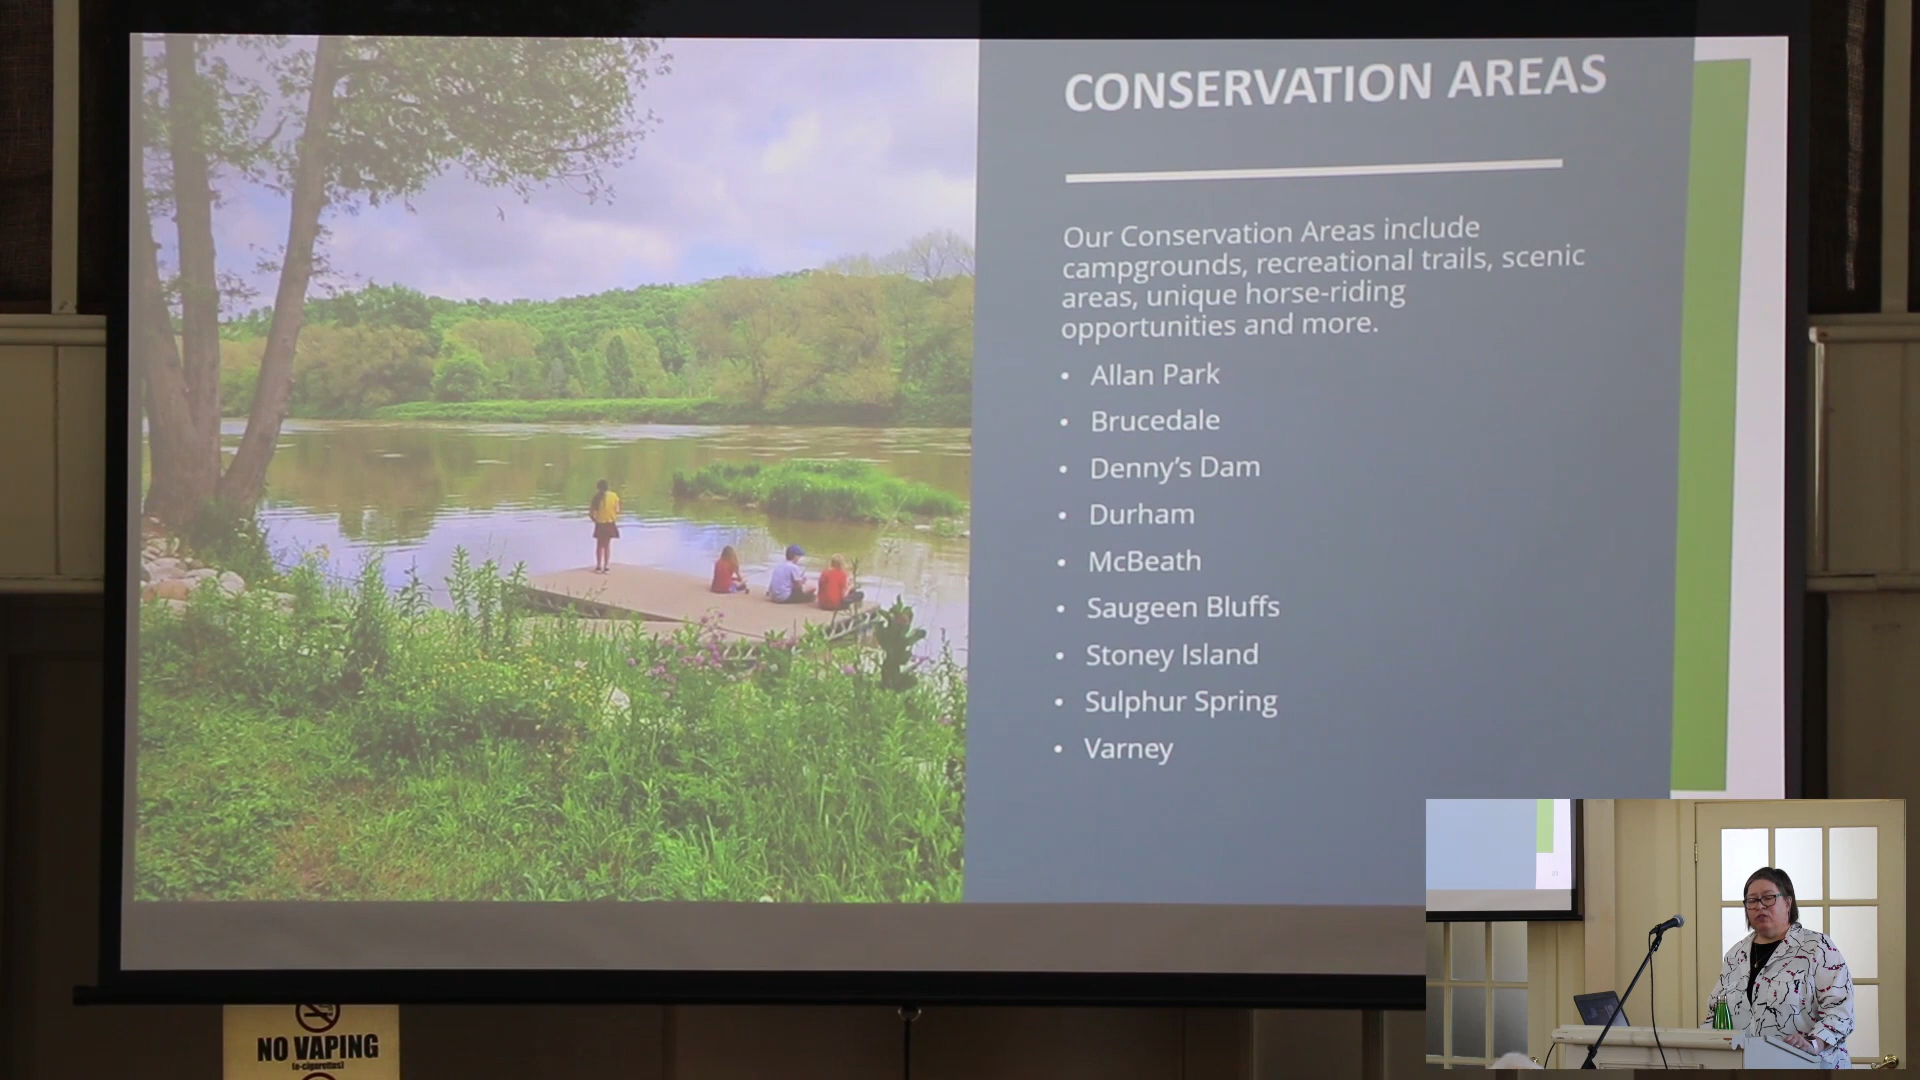 CONSERVATION AREAS
Our Conservation Areas include
campgrounds, recreational trails, scenic
areas, unique horse-riding
opportunities and more.
• Allan Park
• Brucedale
• Denny's Dam
• Durham
• McBeath
• Saugeen Bluffs
• Stoney Island
• Sulphur Spring
• Varney
NO VAPING
(e-cigarettes)